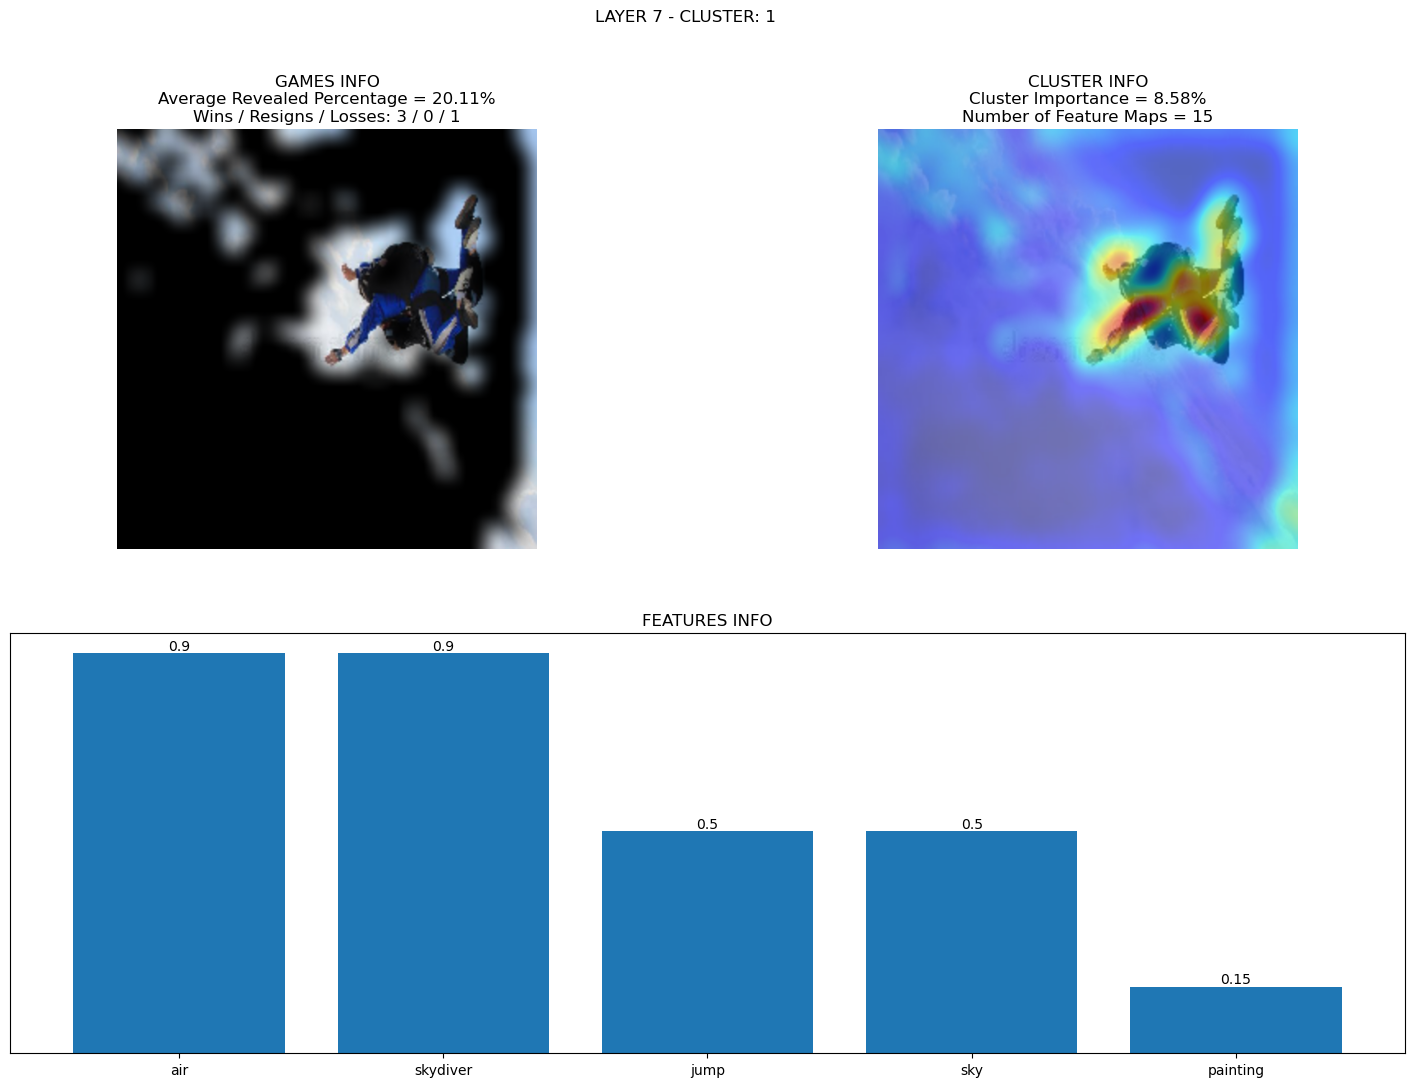 LAYER 7 - CLUSTER: 1
GAMES INFO
Average Revealed Percentage = 20.11%
Wins / Resigns / Losses: 3 / 0 / 1
CLUSTER INFO
Cluster Importance = 8.58%
Number of Feature Maps = 15
FEATURES INFO
0.9
0.9
0.5
0.5
0.15
air
skydiver
jump
sky
painting